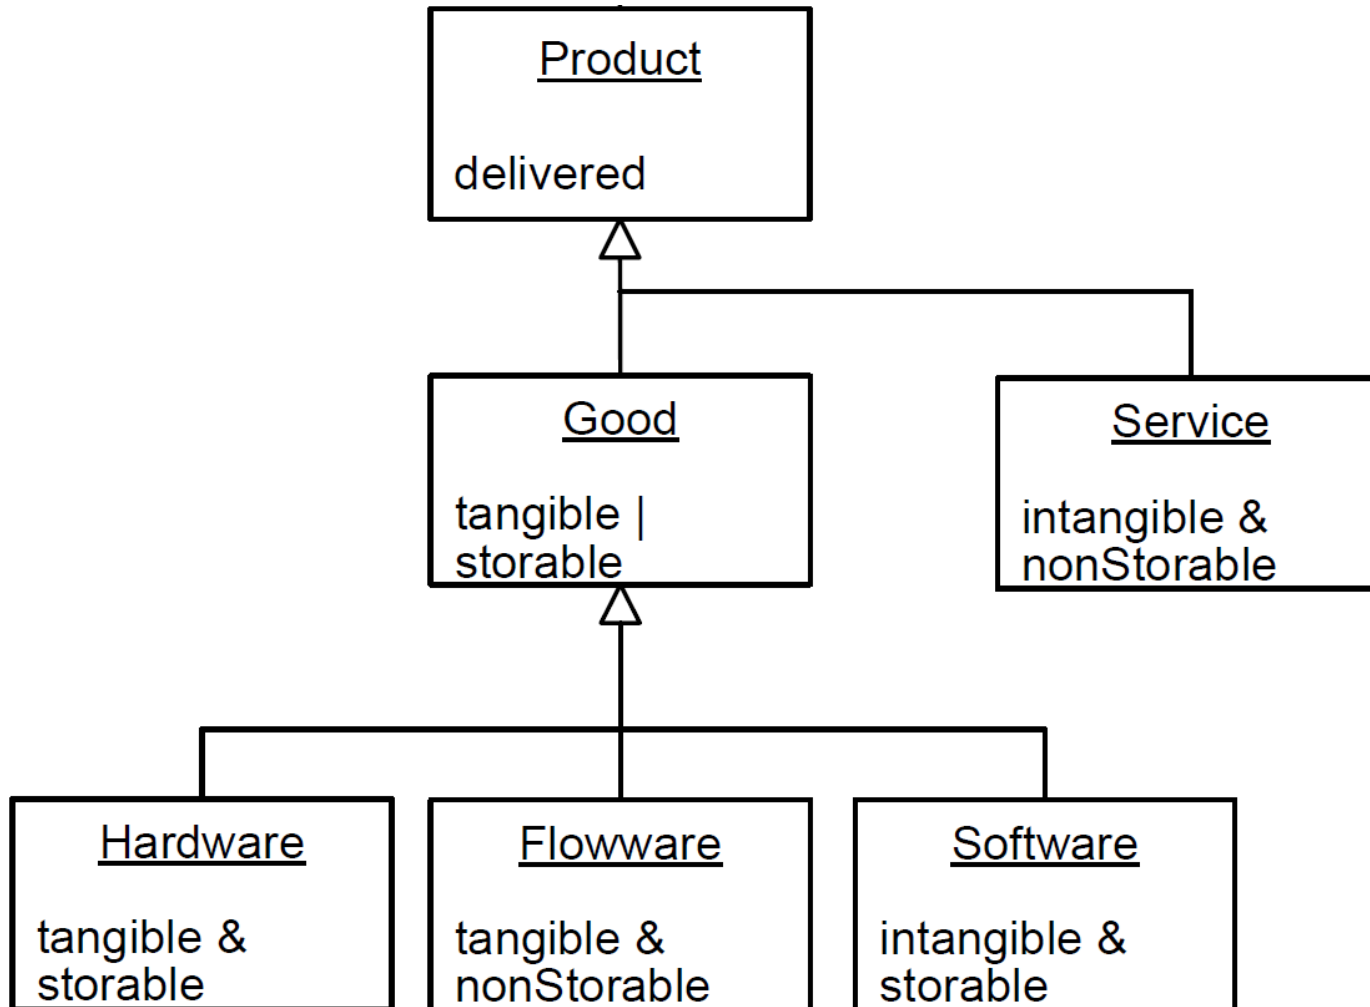 Product
delivered
Good
tangible |
storable
Service
intangible &
nonStorable
Hardware
tangible &
storable
Flowware
tangible &
nonStorable
Software
intangible &
storable